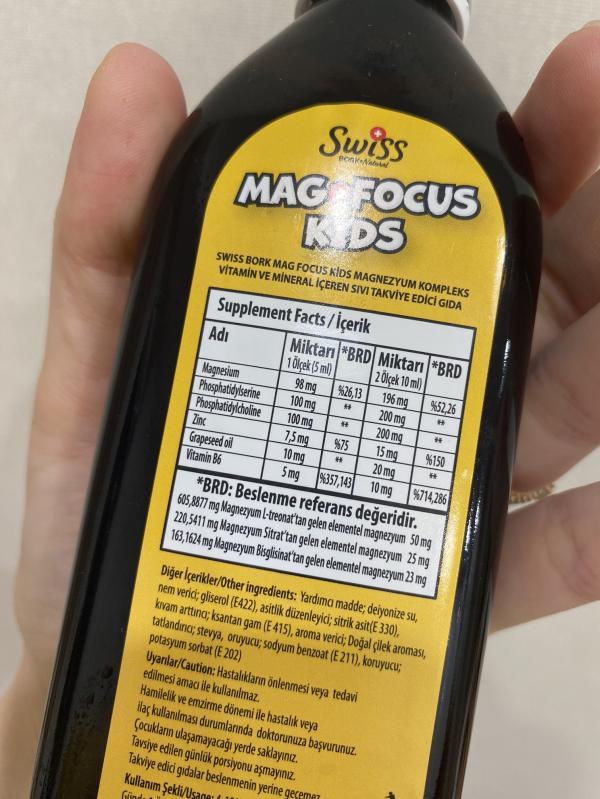 Swiss
BORK•Natural
MAG FOCUS
KIDS
SWISS BORK MAG FOCUS KİDS MAGNEZYUM KOMPLEKS
VİTAMİN VE MİNERAL İÇEREN SIVI TAKVİYE EDİCİ GIDA
Supplement Facts / İçerik
Adı Miktarı 1 Ölçek (5 ml) *BRD Miktarı 2 Ölçek 10 ml) *BRD
Magnesium 98 mg %26,13 196 mg %52,26
Phosphatidylserine 100 mg ** 200 mg **
Phosphatidylcholine 100 mg ** 200 mg **
Zinc 7,5 mg %75 15 mg %150
Grapeseed oil 10 mg ** 20 mg **
Vitamin B6 5 mg %357,143 10 mg %714,286
*BRD: Beslenme referans değeridir.
605,8877 mg Magnezyum L-treonat'tan gelen elementel magnezyum 50 mg
220,5411 mg Magnezyum Sitrat'tan gelen elementel magnezyum 25 mg
163,1624 mg Magnezyum Bisglisinat'tan gelen elementel magnezyum 23 mg
Diğer İçerikler/Other ingredients: Yardımcı madde; deiyonize su,
nem verici; gliserol (E422), asitlik düzenleyici; sitrik asit(E 330),
kıvam arttırıcı; ksantan gam (E 415), aroma verici; Doğal çilek aroması,
tatlandırıcı; stevya, oruyucu; sodyum benzoat (E 211), koruyucu;
potasyum sorbat (E 202)
Uyarılar/Caution: Hastalıkların önlenmesi veya tedavi
edilmesi amacı ile kullanılmaz.
Hamilelik ve emzirme dönemi ile hastalık veya
ilaç kullanılması durumlarında doktorunuza başvurunuz.
Çocukların ulaşamayacağı yerde saklayınız.
Tavsiye edilen günlük porsiyonu aşmayınız.
Takviye edici gıdalar beslenmenin yerine geçemez
Kullanım Şekli/Usage: